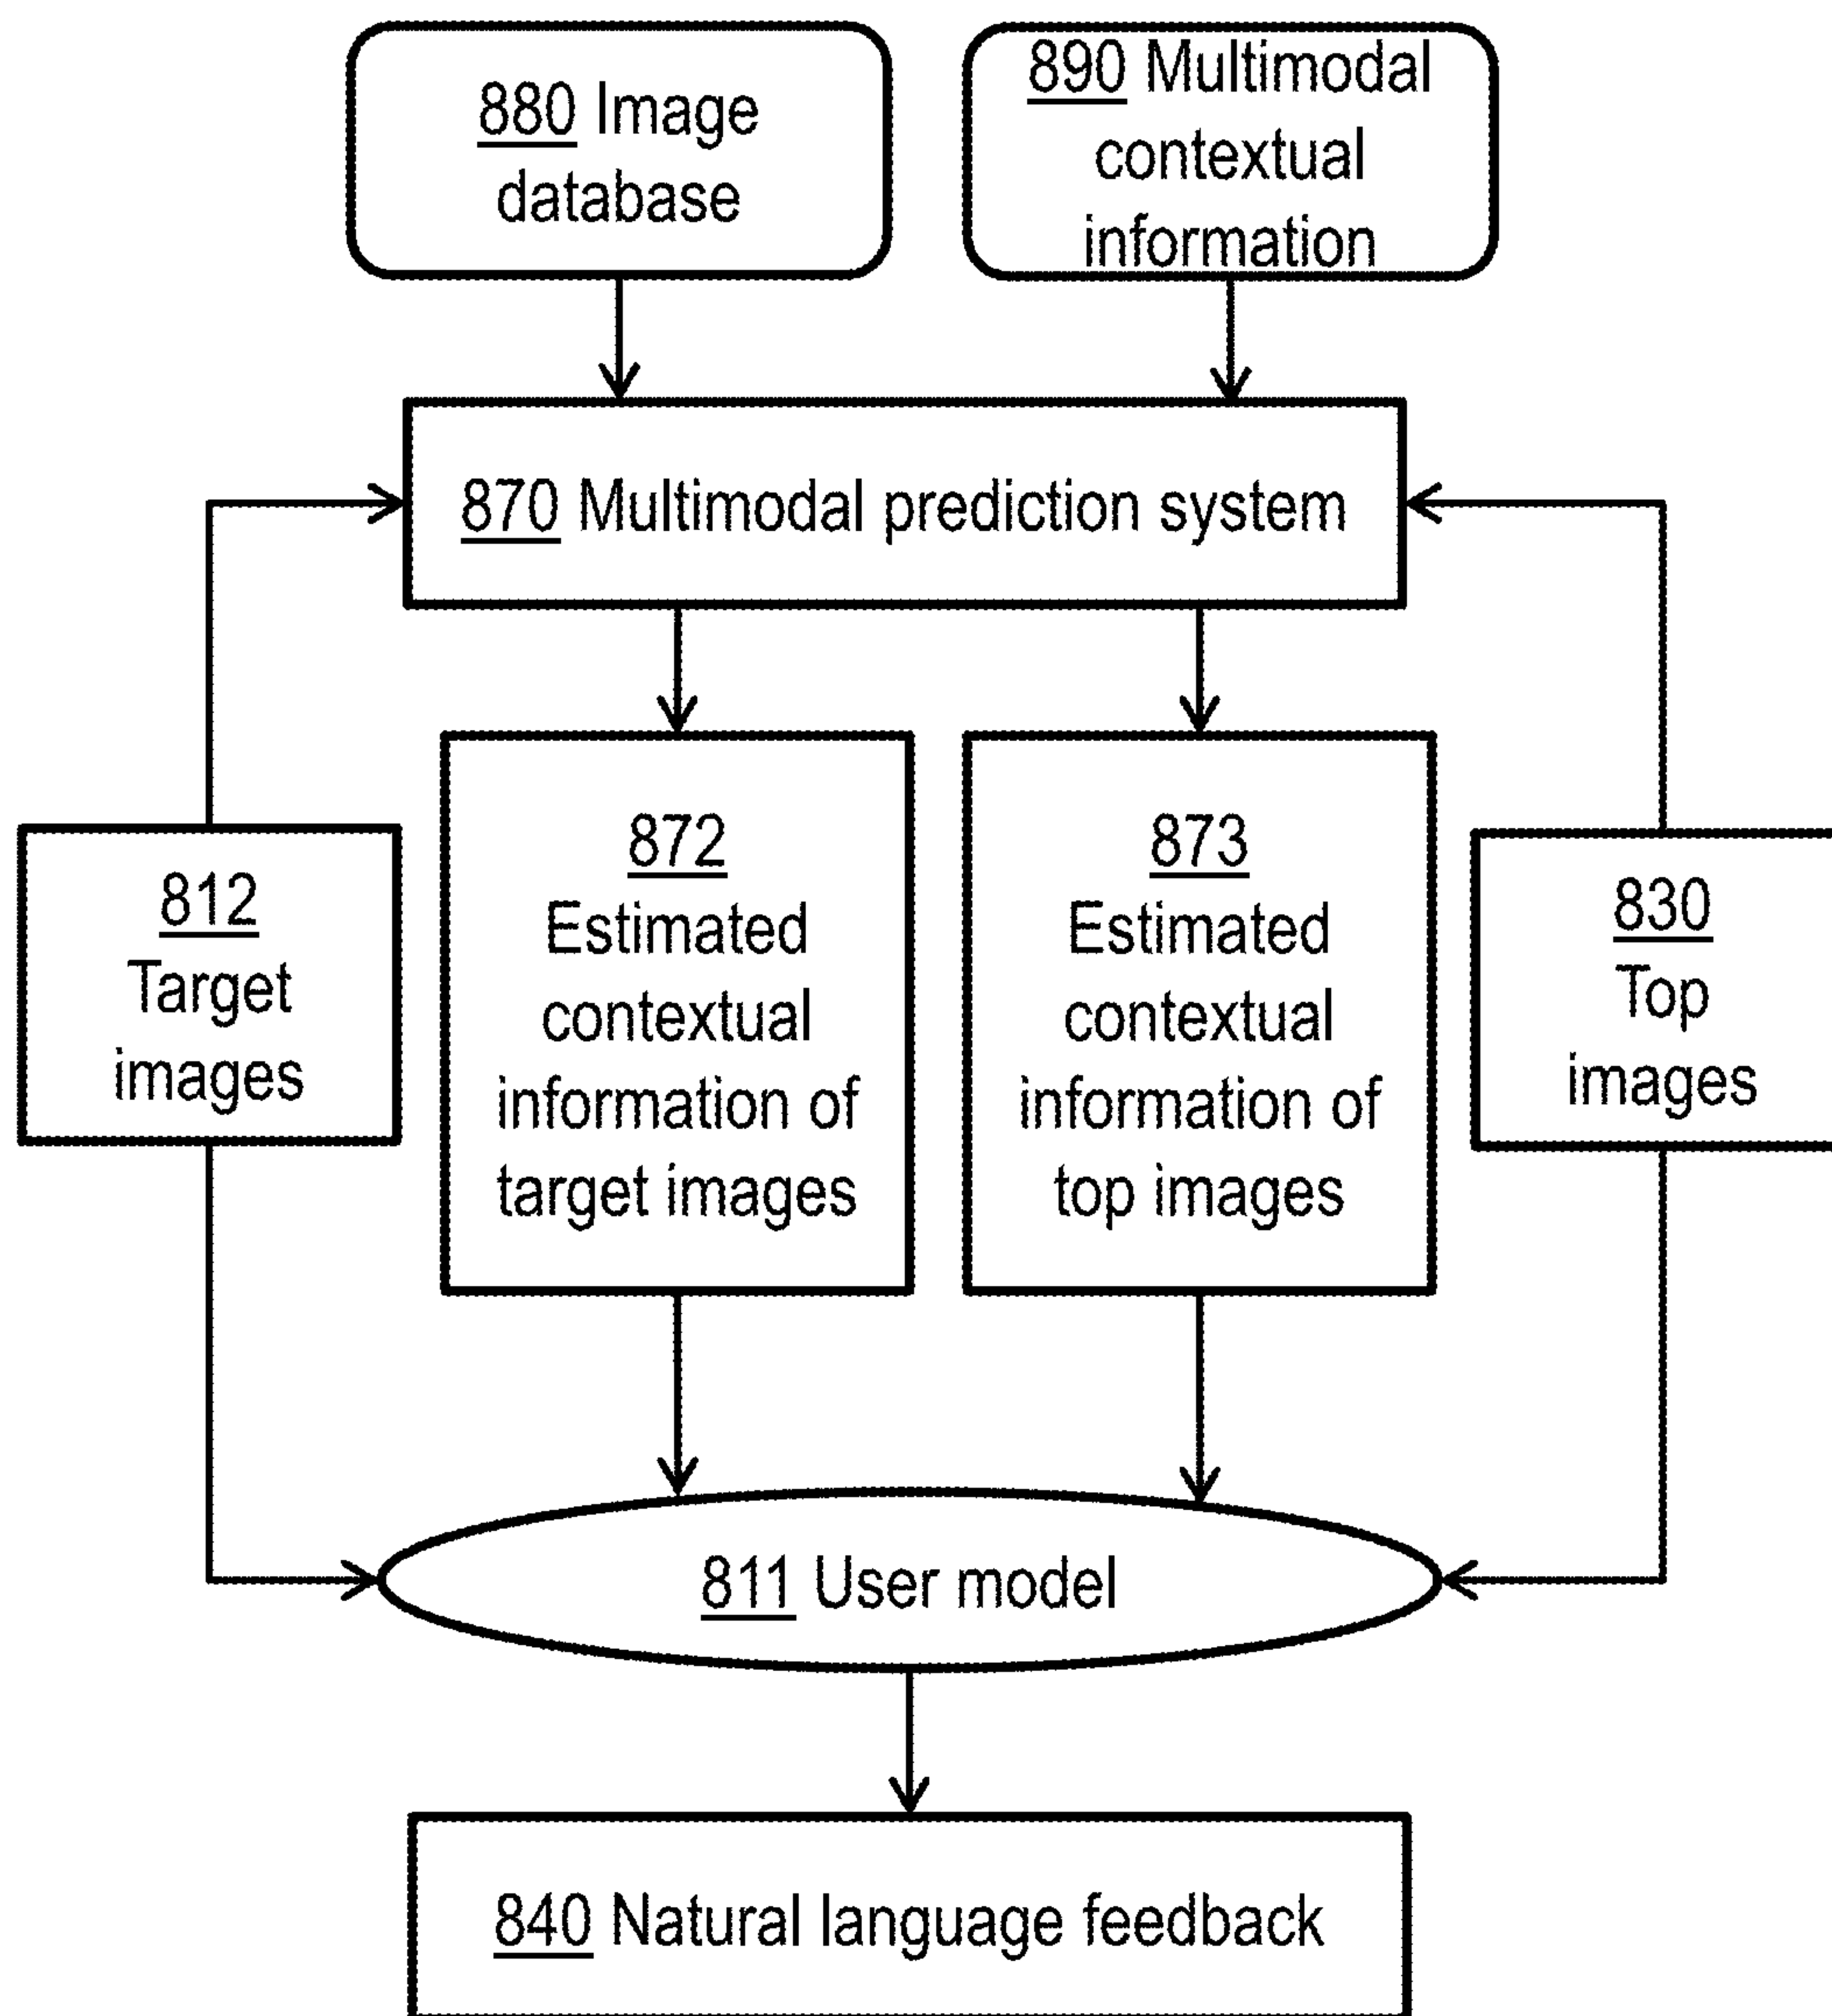 880 Image
database
890 Multimodal
contextual
information
870 Multimodal prediction system
812
Target
images
872
Estimated
contextual
information of
target images
873
Estimated
contextual
information of
top images
830
Top
images
811 User model
840 Natural language feedback